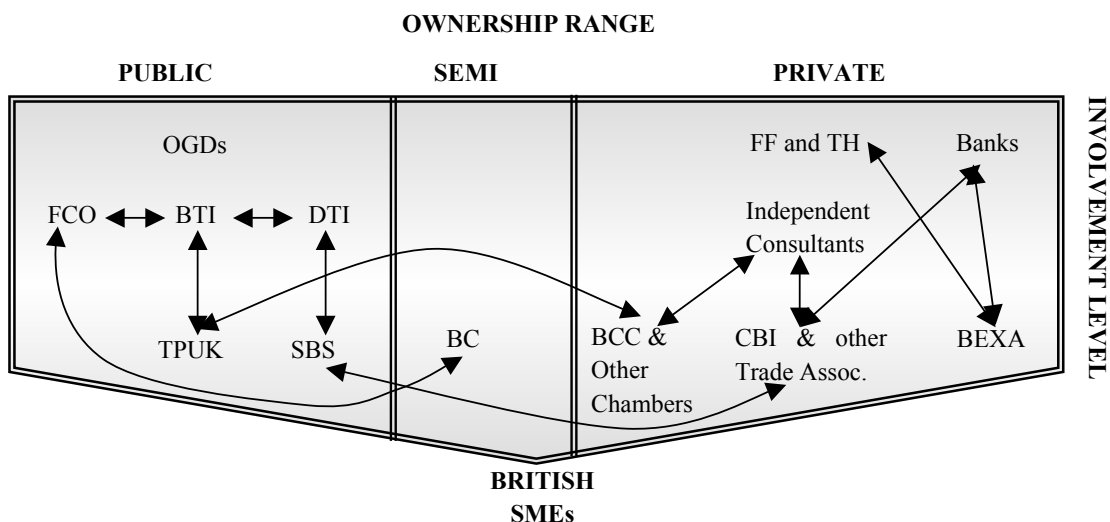 OWNERSHIP RANGE
PUBLIC SEMI PRIVATE
INVOLVEMENT LEVEL
OGDs FF and TH Banks
FCO BTI DTI Independent
Consultants
TPUK SBS BC BCC &
Other
Chambers
CBI & other
Trade Assoc.
BEXA
BRITISH
SMEs